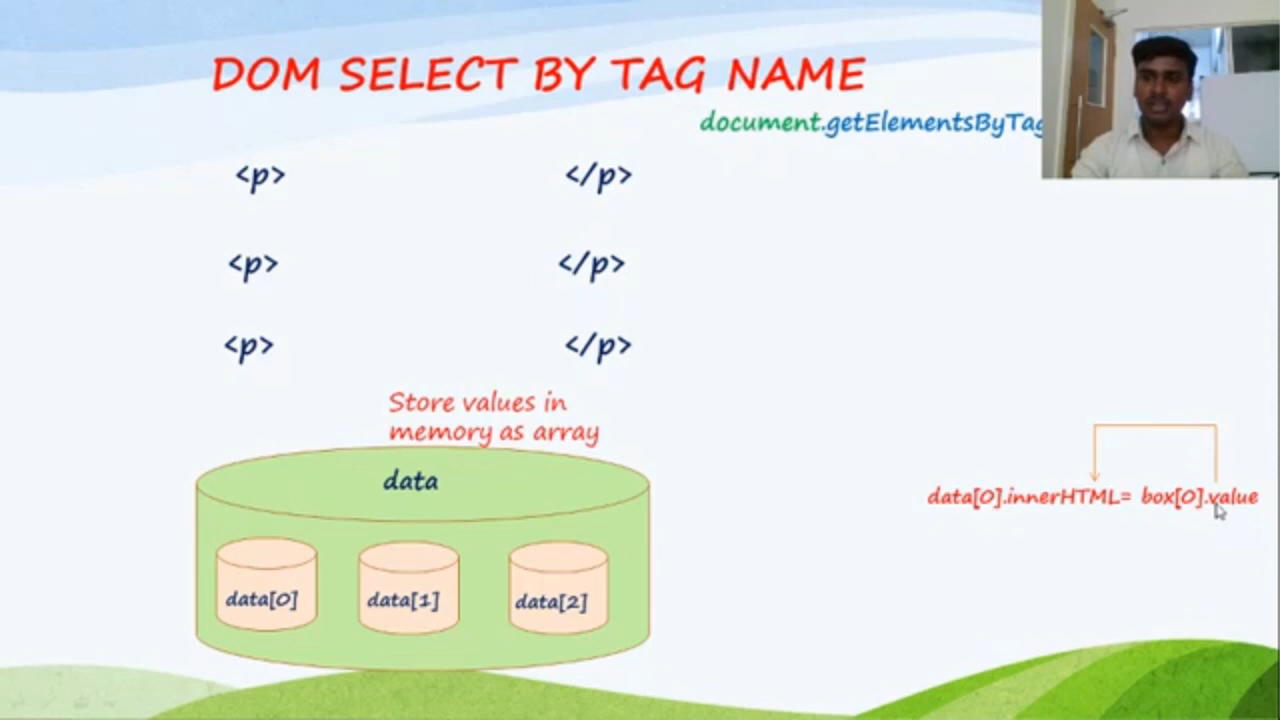 DOM SELECT BY TAG NAME
document.getElementsByTag
<p> </p>
<p> </p>
<p> </p>
Store values in
memory as array
data
data[0].innerHTML= box[0].value
data[0] data[1] data[2]